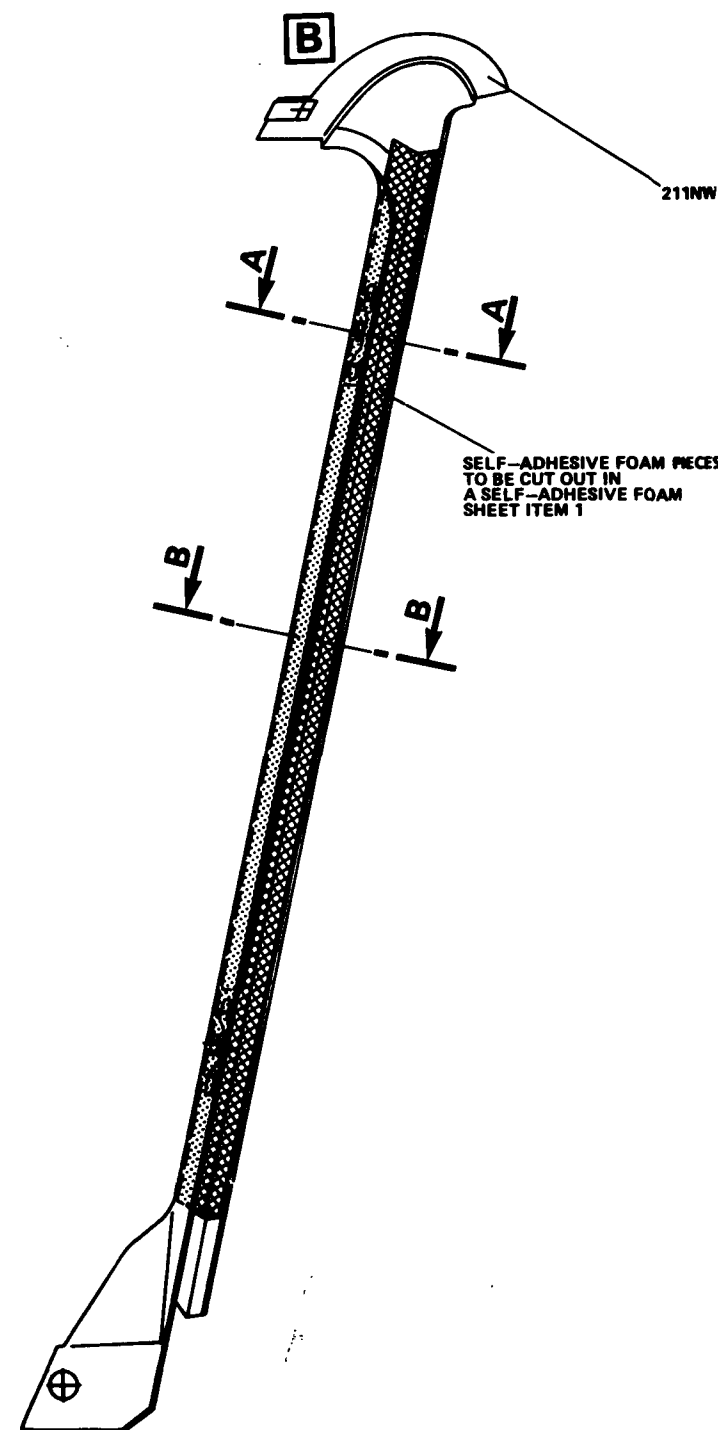 B
211NW
A
A
SELF-ADHESIVE FOAM PIECES
TO BE CUT OUT IN
A SELF-ADHESIVE FOAM
SHEET ITEM 1
B
B